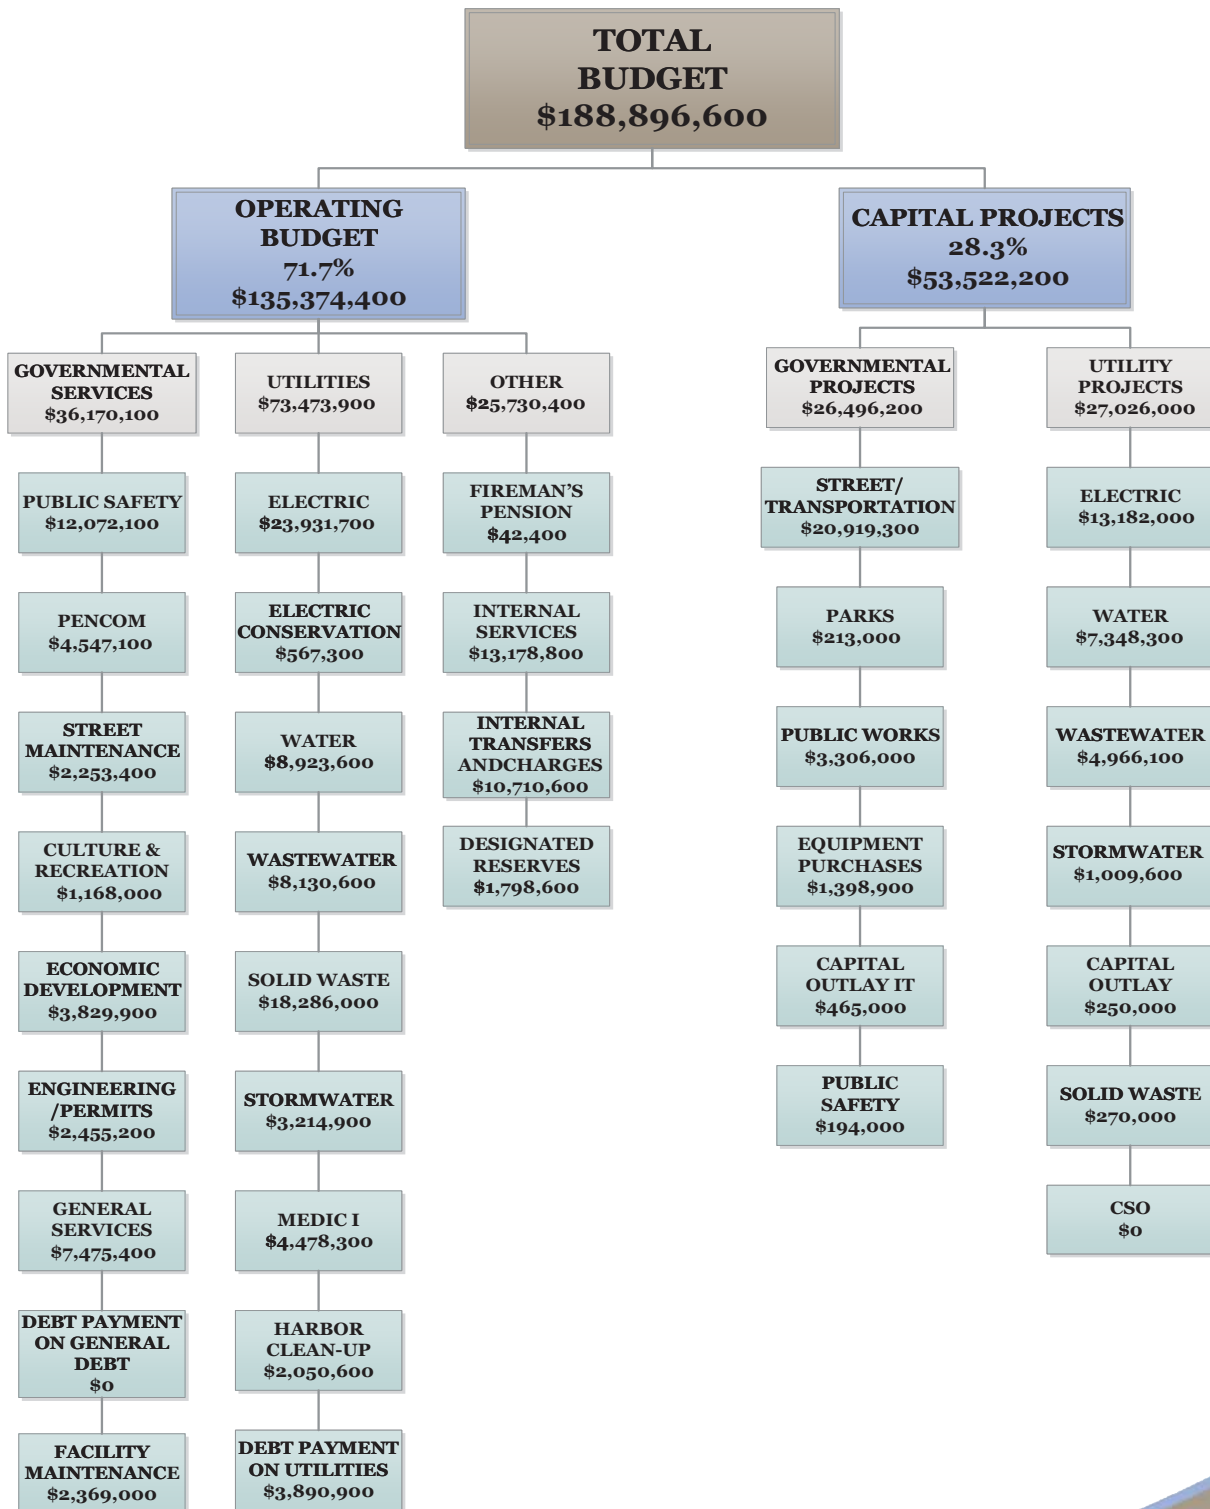 TOTAL
BUDGET
$188,896,600
OPERATING
BUDGET
71.7%
$135,374,400
CAPITAL PROJECTS
28.3%
$53,522,200
GOVERNMENTAL
SERVICES
$36,170,100
UTILITIES
$73,473,900
OTHER
$25,730,400
GOVERNMENTAL
PROJECTS
$26,496,200
UTILITY
PROJECTS
$27,026,000
PUBLIC SAFETY
$12,072,100
PENCOM
$4,547,100
STREET
MAINTENANCE
$2,253,400
CULTURE &
RECREATION
$1,168,000
ECONOMIC
DEVELOPMENT
$3,829,900
ENGINEERING
/PERMITS
$2,455,200
GENERAL
SERVICES
$7,475,400
DEBT PAYMENT
ON GENERAL
DEBT
$0
FACILITY
MAINTENANCE
$2,369,000
ELECTRIC
$23,931,700
ELECTRIC
CONSERVATION
$567,300
WATER
$8,923,600
WASTEWATER
$8,130,600
SOLID WASTE
$18,286,000
STORMWATER
$3,214,900
MEDIC I
$4,478,300
HARBOR
CLEAN-UP
$2,050,600
DEBT PAYMENT
ON UTILITIES
$3,890,900
FIREMAN'S
PENSION
$42,400
INTERNAL
SERVICES
$13,178,800
INTERNAL
TRANSFERS
ANDCHARGES
$10,710,600
DESIGNATED
RESERVES
$1,798,600
STREET/
TRANSPORTATION
$20,919,300
PARKS
$213,000
PUBLIC WORKS
$3,306,000
EQUIPMENT
PURCHASES
$1,398,900
CAPITAL
OUTLAY IT
$465,000
PUBLIC
SAFETY
$194,000
ELECTRIC
$13,182,000
WATER
$7,348,300
WASTEWATER
$4,966,100
STORMWATER
$1,009,600
CAPITAL
OUTLAY
$250,000
SOLID WASTE
$270,000
CSO
$0